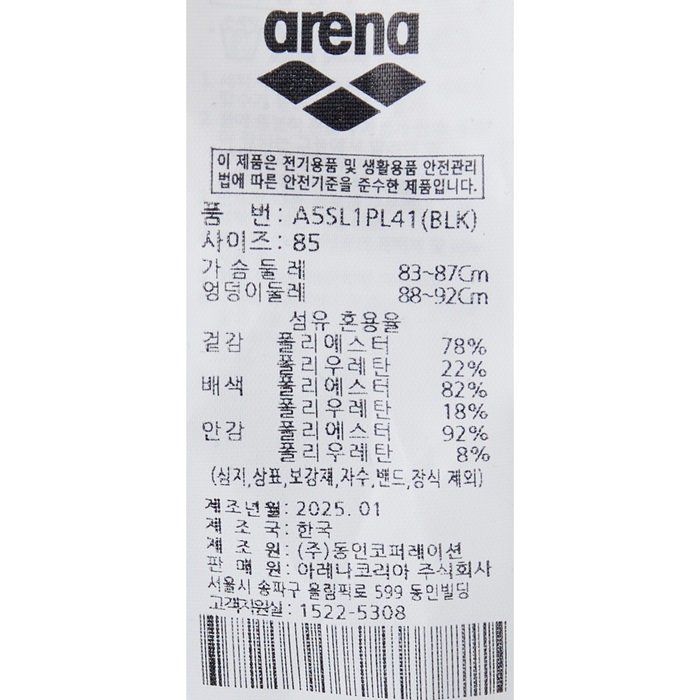 arena
이 제품은 전기용품 및 생활용품 안전관리
법에 따른 안전기준을 준수한 제품입니다.
품 번 : A5SL1PL41(BLK)
사이즈 : 85
가슴둘레 83~87Cm
엉덩이둘레 88~92Cm
섬유 혼용율
겉감 폴리에스터 78%
폴리우레탄 22%
배색 폴리에스터 82%
폴리우레탄 18%
안감 폴리에스터 92%
폴리우레탄 8%
(심지,상표,보강재,자수,밴드,장식 제외)
제조년월 : 2025. 01
제 조 국 : 한국
제 조 원 : (주)동인코퍼레이션
판 매 원 : 아레나코리아 주식회사
서울시 송파구 올림픽로 599 동인빌딩
고객지원실 : 1522-5308